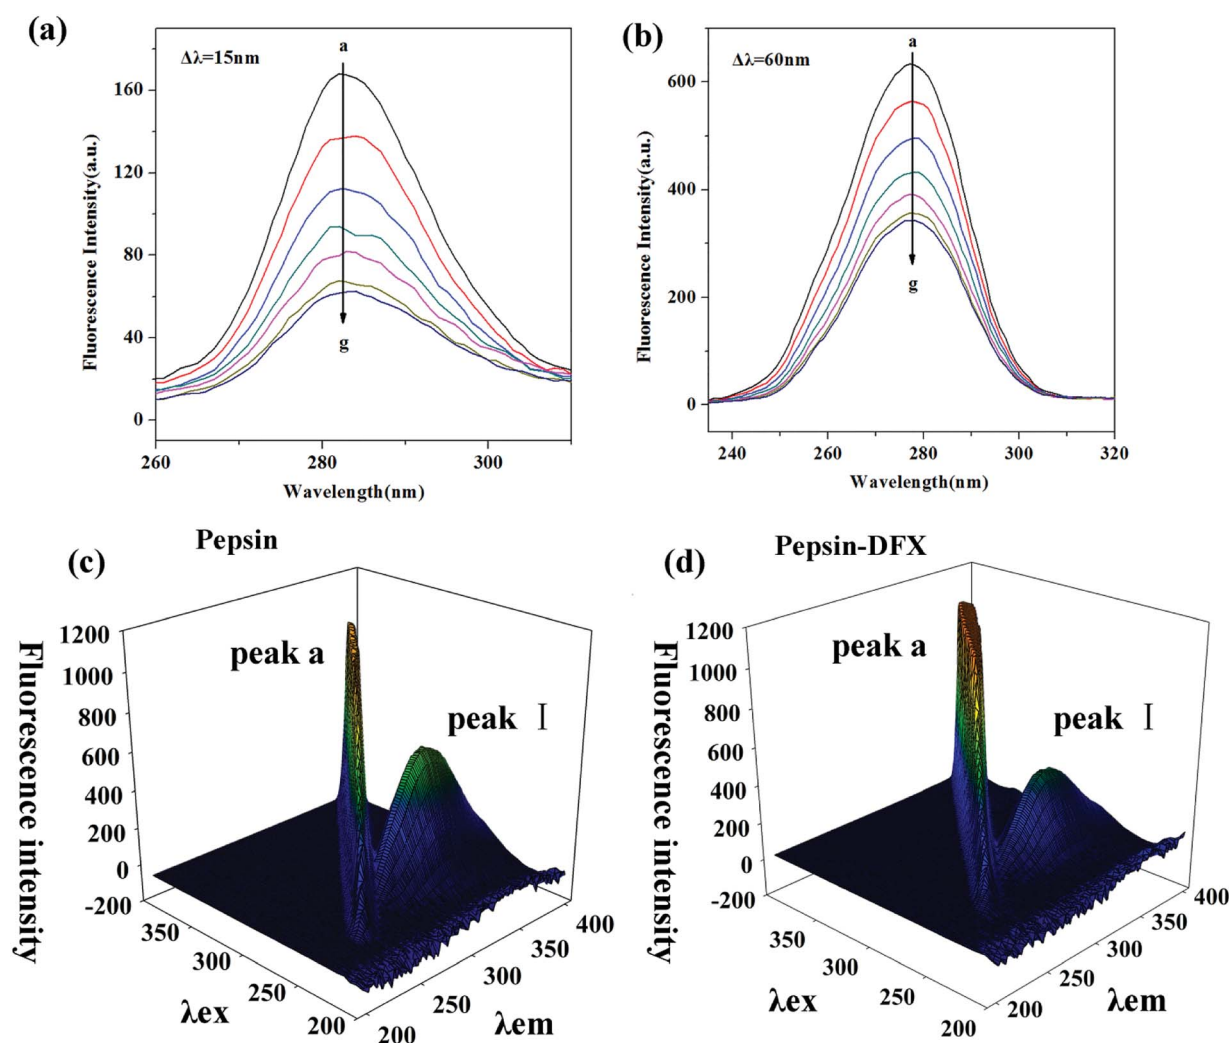 (a)
Δλ=15nm
a
g
160
120
80
40
0
Fluorescence Intensity(a.u.)
260
280
300
Wavelength(nm)
(b)
Δλ=60nm
a
g
600
400
200
0
Fluorescence Intensity(a.u.)
240
260
280
300
320
Wavelength(nm)
(c)
Pepsin
peak a
peak I
1200
1000
800
600
400
200
0
-200
Fluorescence intensity
350
300
250
200
λex
200
250
300
350
400
λem
(d)
Pepsin-DFX
peak a
peak I
1200
1000
800
600
400
200
0
-200
Fluorescence intensity
350
300
250
200
λex
200
250
300
350
400
λem